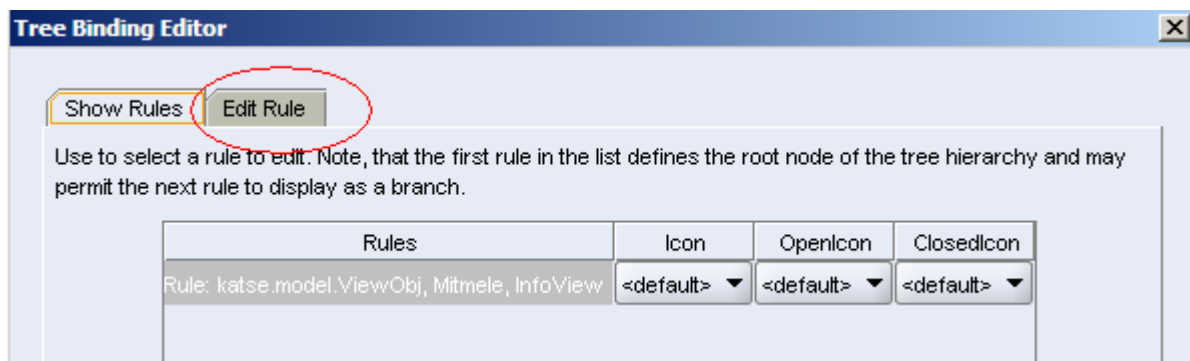 Tree Binding Editor
Show Rules Edit Rule
Use to select a rule to edit. Note, that the first rule in the list defines the root node of the tree hierarchy and may
permit the next rule to display as a branch.
Rules Icon OpenIcon ClosedIcon
Rule: katse.model.ViewObj, Mitmele, InfoView <default> <default> <default>